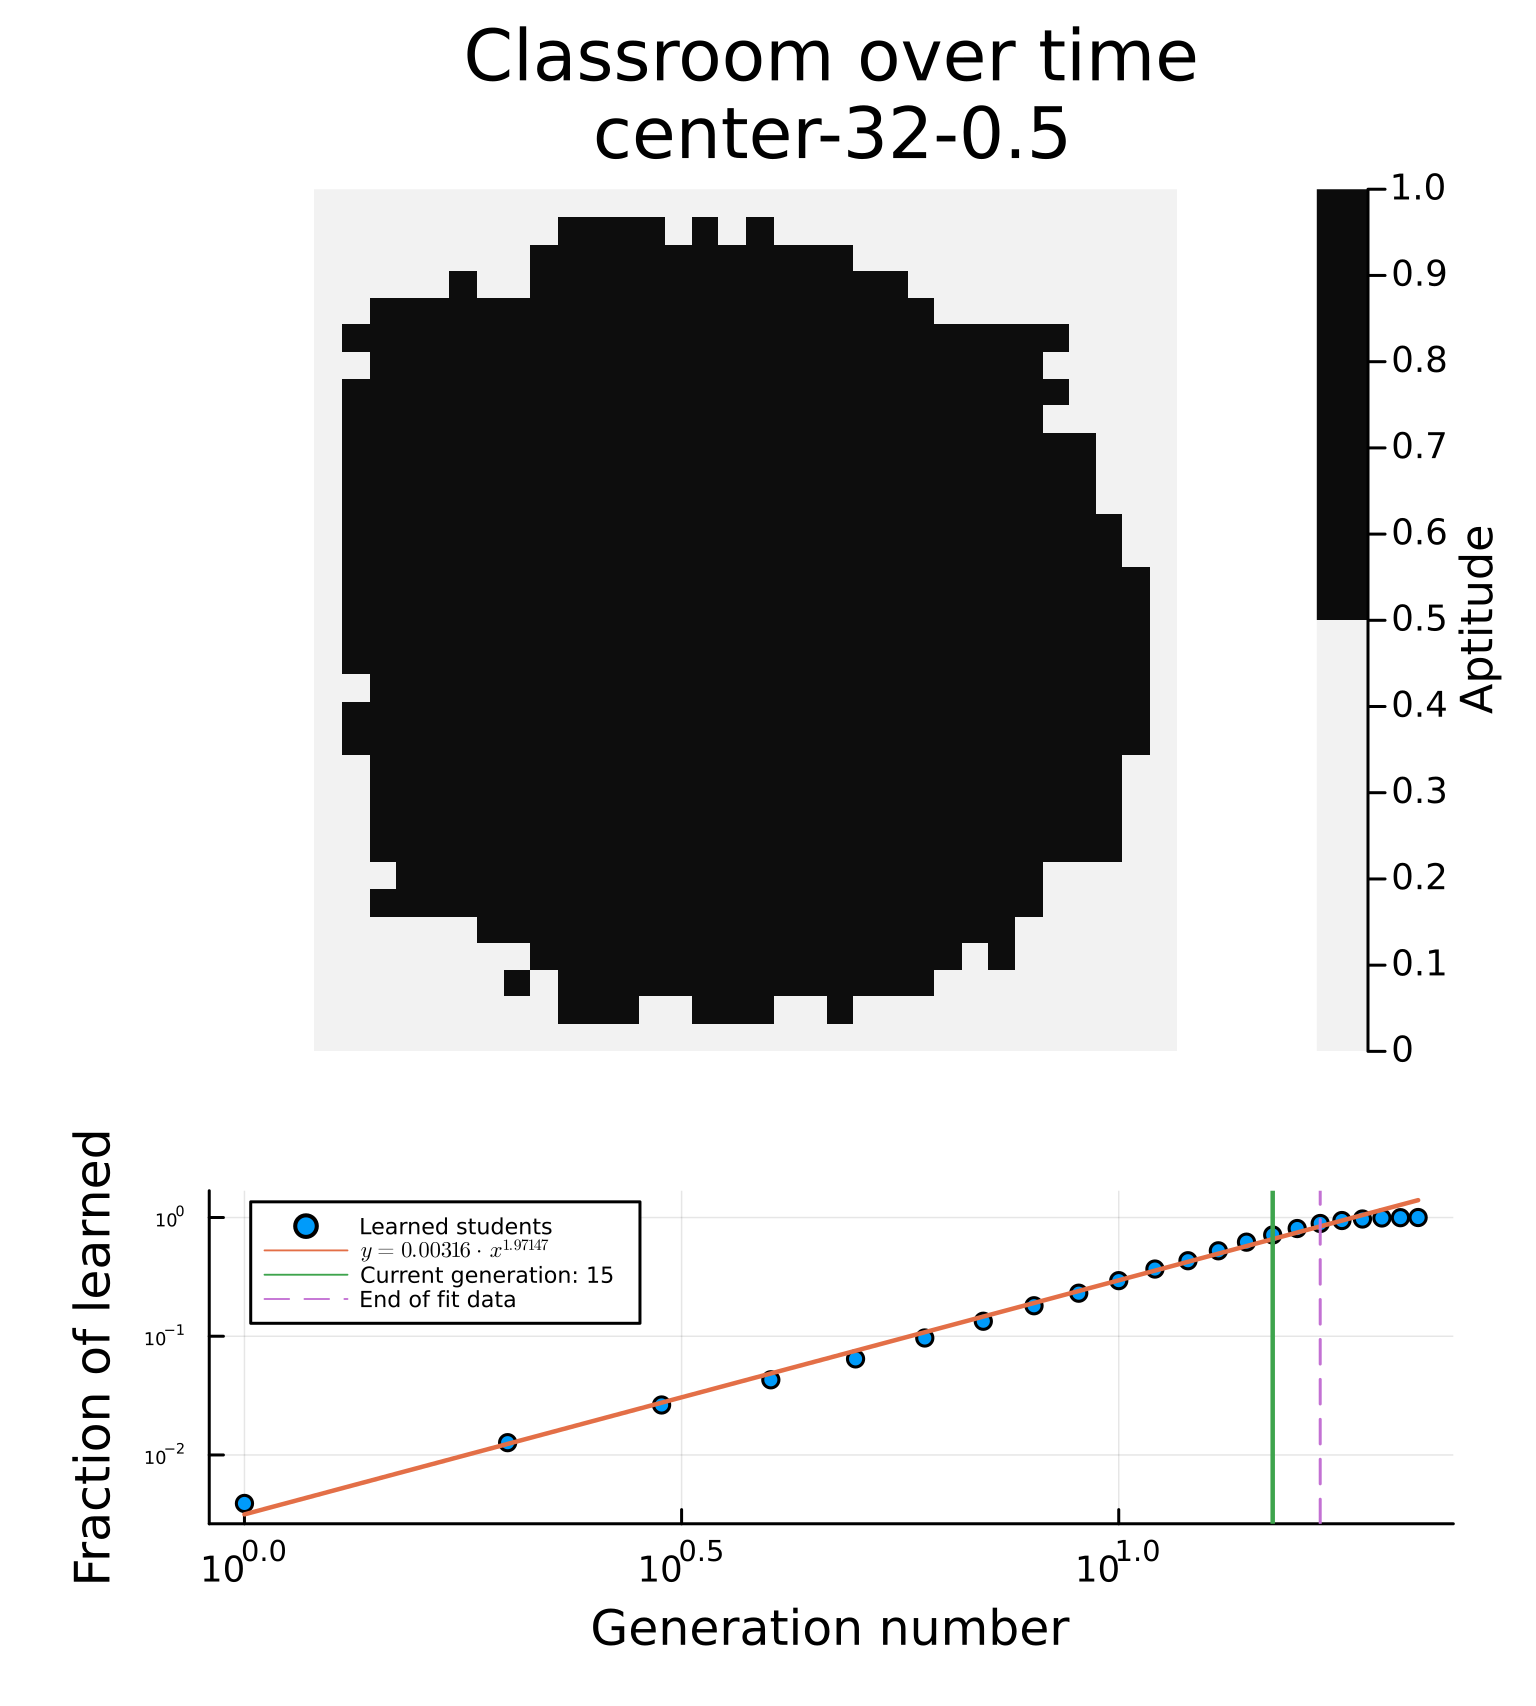 Classroom over time
center-32-0.5
1.0
0.9
0.8
0.7
0.6
0.5
0.4
0.3
0.2
0.1
0
Aptitude
Fraction of learned
10⁰
10⁻¹
10⁻²
Learned students
y = 0.00316 · x^1.97147
Current generation: 15
End of fit data
10^0.0
10^0.5
10^1.0
Generation number